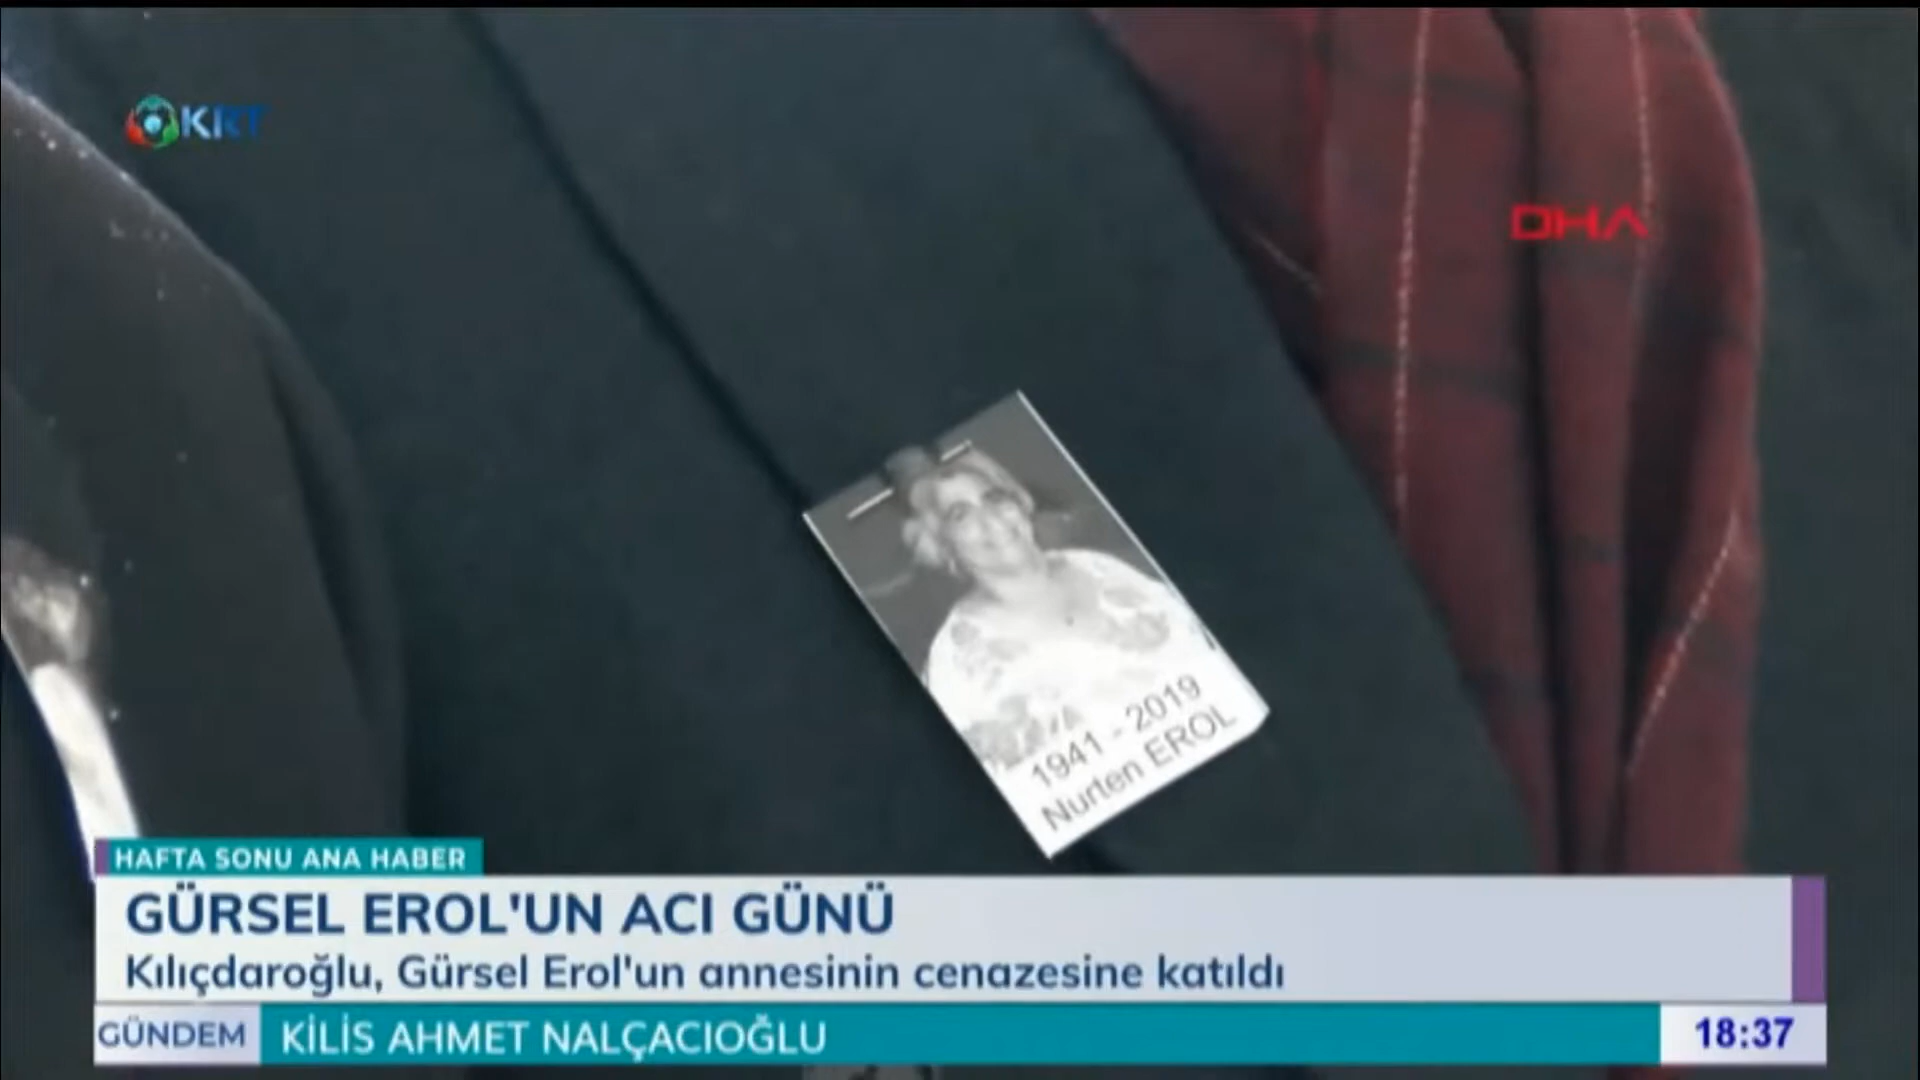 KRT
DHA
1941 - 2019
Nurten EROL
HAFTA SONU ANA HABER
GÜRSEL EROL'UN ACI GÜNÜ
Kılıçdaroğlu, Gürsel Erol'un annesinin cenazesine katıldı
GÜNDEM
KİLİS AHMET NALÇACIOĞLU
18:37